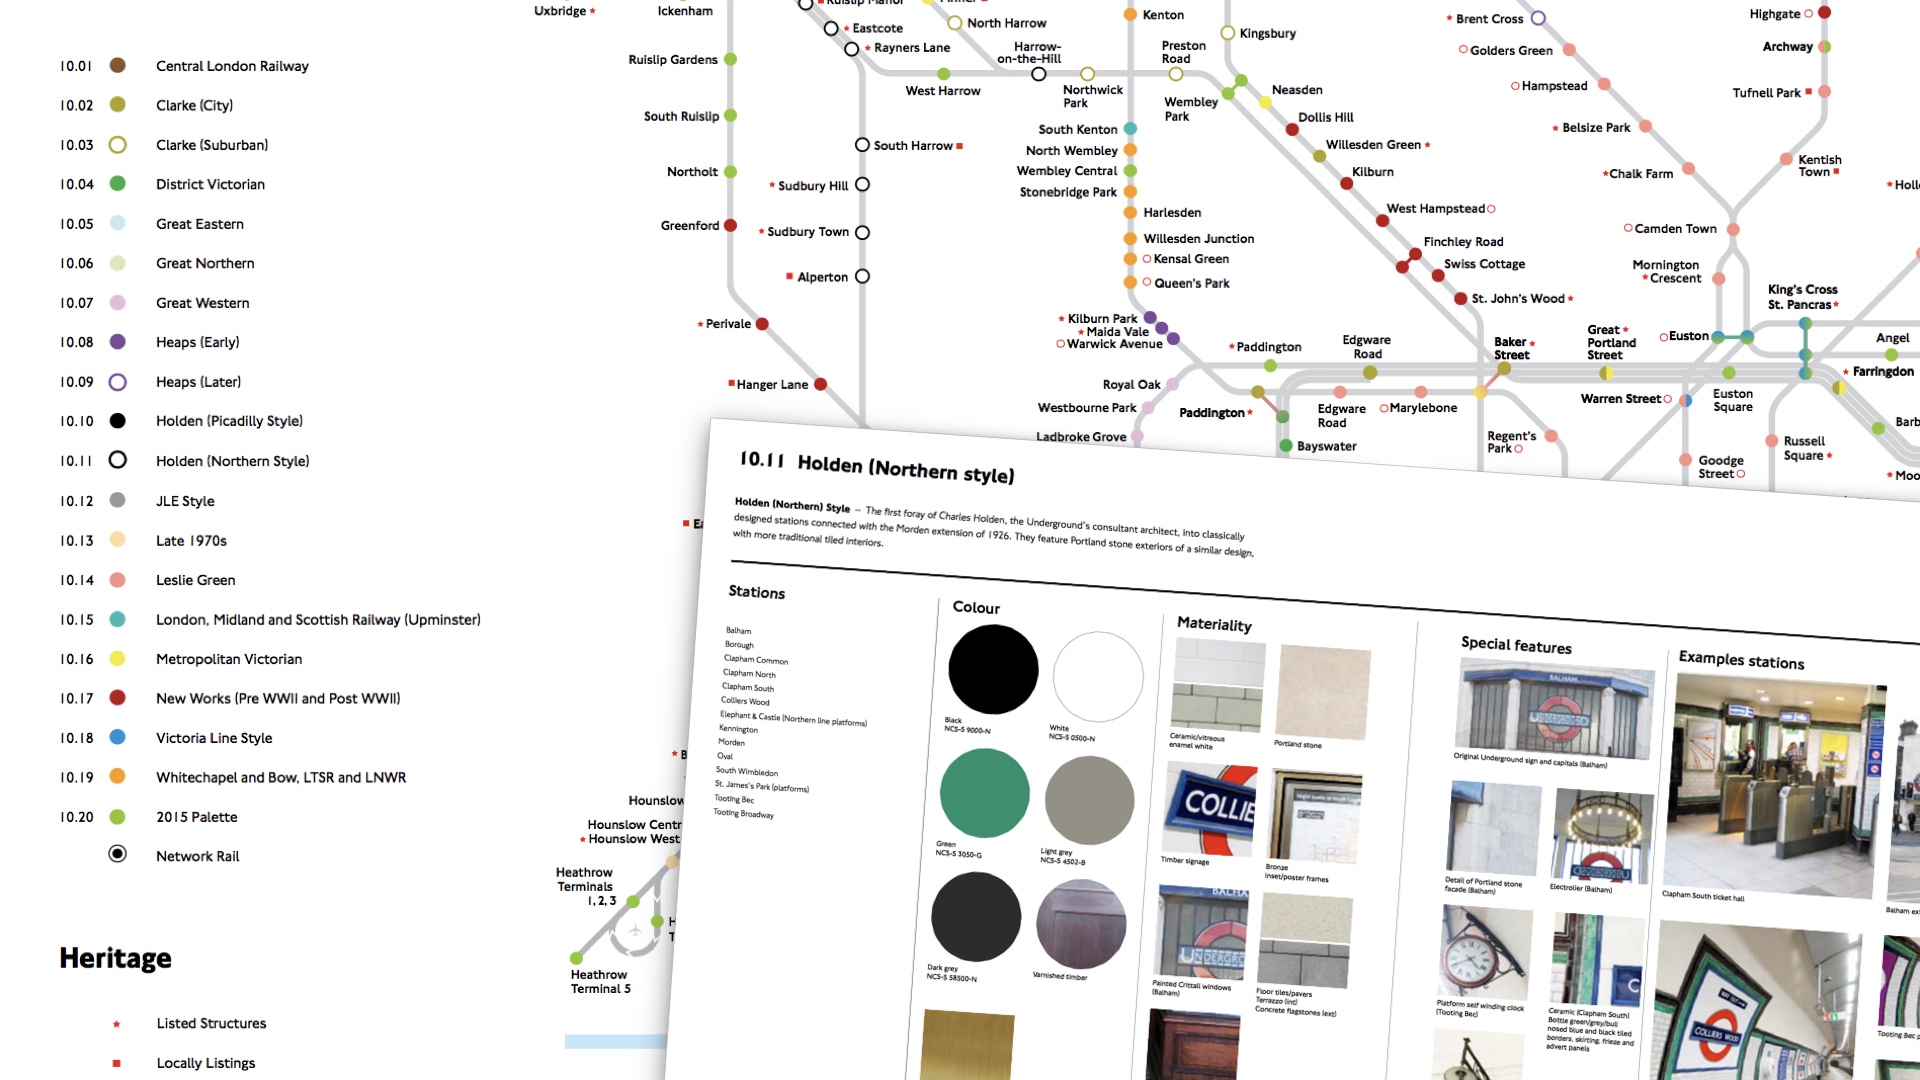 10.01 Central London Railway
10.02 Clarke (City)
10.03 Clarke (Suburban)
10.04 District Victorian
10.05 Great Eastern
10.06 Great Northern
10.07 Great Western
10.08 Heaps (Early)
10.09 Heaps (Later)
10.10 Holden (Picadilly Style)
10.11 Holden (Northern Style)
10.12 JLE Style
10.13 Late 1970s
10.14 Leslie Green
10.15 London, Midland and Scottish Railway (Upminster)
10.16 Metropolitan Victorian
10.17 New Works (Pre WWII and Post WWII)
10.18 Victoria Line Style
10.19 Whitechapel and Bow, LTSR and LNWR
10.20 2015 Palette
Network Rail
Heritage
Listed Structures
Locally Listings
Uxbridge
Ickenham
Ruislip Manor
Eastcote
Rayners Lane
North Harrow
Harrow-
on-the-Hill
Ruislip Gardens
West Harrow
Northwick
Park
Preston
Road
Kenton
Kingsbury
Wembley
Park
Neasden
Dollis Hill
Willesden Green
Kilburn
West Hampstead
Finchley Road
Swiss Cottage
St. John's Wood
South Ruislip
Northolt
Greenford
Perivale
Hanger Lane
South Harrow
Sudbury Hill
Sudbury Town
Alperton
South Kenton
North Wembley
Wembley Central
Stonebridge Park
Harlesden
Willesden Junction
Kensal Green
Queen's Park
Kilburn Park
Maida Vale
Warwick Avenue
Royal Oak
Westbourne Park
Ladbroke Grove
Paddington
Paddington
Bayswater
Edgware
Road
Edgware
Road
Marylebone
Baker
Street
Great
Portland
Street
Regent's
Park
Warren Street
Euston
Square
Euston
King's Cross
St. Pancras
Angel
Farringdon
Barb
Moo
Russell
Square
Goodge
Street
Brent Cross
Golders Green
Hampstead
Belsize Park
Chalk Farm
Camden Town
Mornington
Crescent
Highgate
Archway
Tufnell Park
Kentish
Town
Holl
Ea
B
Hounslow
Hounslow Centr
Hounslow West
Heathrow
Terminals
1, 2, 3
H
T
Heathrow
Terminal 5
10.11 Holden (Northern style)
Holden (Northern) Style – The first foray of Charles Holden, the Underground's consultant architect, into classically
designed stations connected with the Morden extension of 1926. They feature Portland stone exteriors of a similar design,
with more traditional tiled interiors.
Stations
Balham
Borough
Clapham Common
Clapham North
Clapham South
Colliers Wood
Elephant & Castle (Northern line platforms)
Kennington
Morden
Oval
South Wimbledon
St. James's Park (platforms)
Tooting Bec
Tooting Broadway
Colour
Black
NCS-S 9000-N
White
NCS-S 0500-N
Green
NCS-S 3050-G
Light grey
NCS-S 4502-B
Dark grey
NCS-S 58500-N
Varnished timber
Materiality
Ceramic/vitreous
enamel white
Portland stone
COLLIE
Timber signage
Bronze
inset/poster frames
BALHA
UNDERGRO
Painted Crittall windows
(Balham)
Floor tiles/pavers
Terrazzo (int)
Concrete flagstones (ext)
Special features
BALHAM
UNDERGROUND
Original Underground sign and capitals (Balham)
Detail of Portland stone
facade (Balham)
Electrolier (Balham)
Platform self winding clock
(Tooting Bec)
C
Ceramic (Clapham South)
Bottle green/grey/bull
nosed blue and black tiled
borders, skirting, frieze and
advert panels
Examples stations
Clapham South ticket hall
Balham ex
COLLIERS WOOD
Tooting Bec p